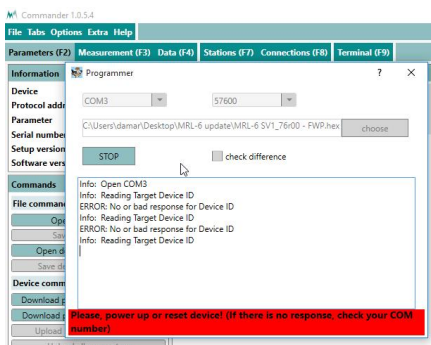 Commander 1.0.5.4
File Tabs Options Extra Help
Parameters (F2) Measurement (F3) Data (F4) Stations (F7) Connections (F8) Terminal (F9)
Information
Programmer ? X
Device
Protocol addr
Parameter
Serial number
Setup version
Software vers
COM3 57600
C:\Users\damar\Desktop\MRL-6 update\MRL-6 SV1_76r00 - FWP.hex choose
STOP check difference
Commands
File comman
Ope
Sav
Open d
Save de
Device comm
Download p
Download p
Upload
Info: Open COM3
Info: Reading Target Device ID
ERROR: No or bad response for Device ID
Info: Reading Target Device ID
ERROR: No or bad response for Device ID
Info: Reading Target Device ID
Please, power up or reset device! (If there is no response, check your COM
number)